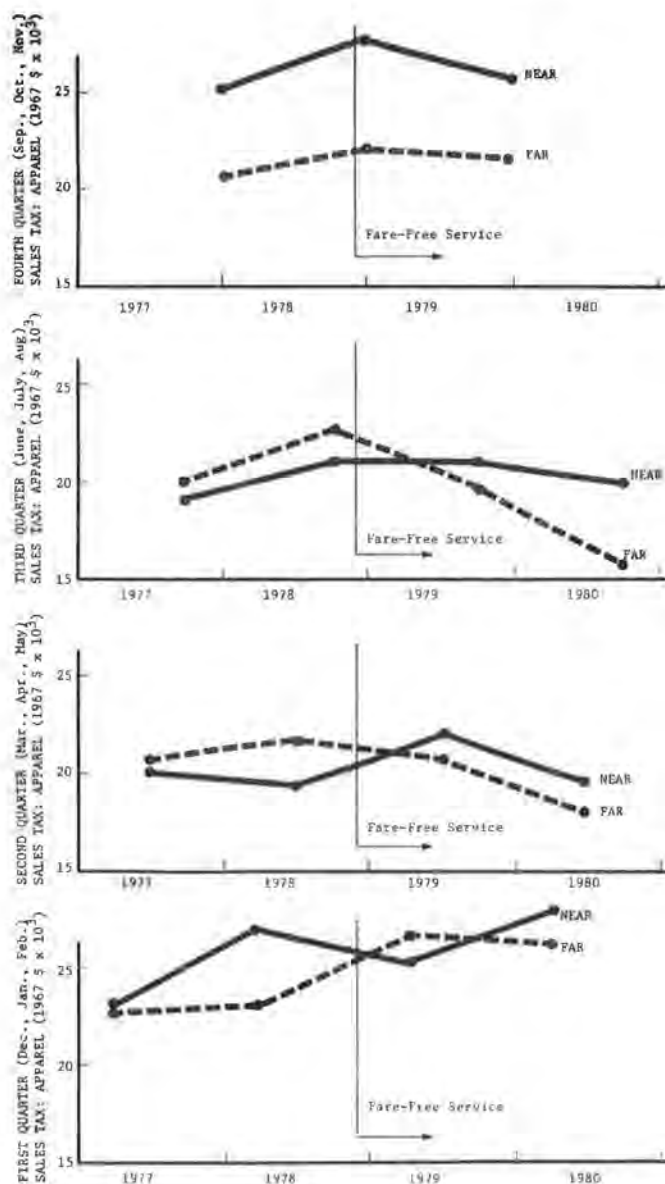 FOURTH QUARTER (Sep., Oct., Nov.)
SALES TAX: APPAREL (1967 $ x 10³)
25
20
15
NEAR
FAR
Fare-Free Service
1977 1978 1979 1980
THIRD QUARTER (June, July, Aug)
SALES TAX: APPAREL (1967 $ x 10³)
25
20
15
NEAR
FAR
Fare-Free Service
1977 1978 1979 1980
SECOND QUARTER (Mar., Apr., May)
SALES TAX: APPAREL (1967 $ x 10³)
25
20
15
NEAR
FAR
Fare-Free Service
1977 1978 1979 1980
FIRST QUARTER (Dec., Jan., Feb.)
SALES TAX: APPAREL (1967 $ x 10³)
25
20
15
NEAR
FAR
Fare-Free Service
1977 1978 1979 1980